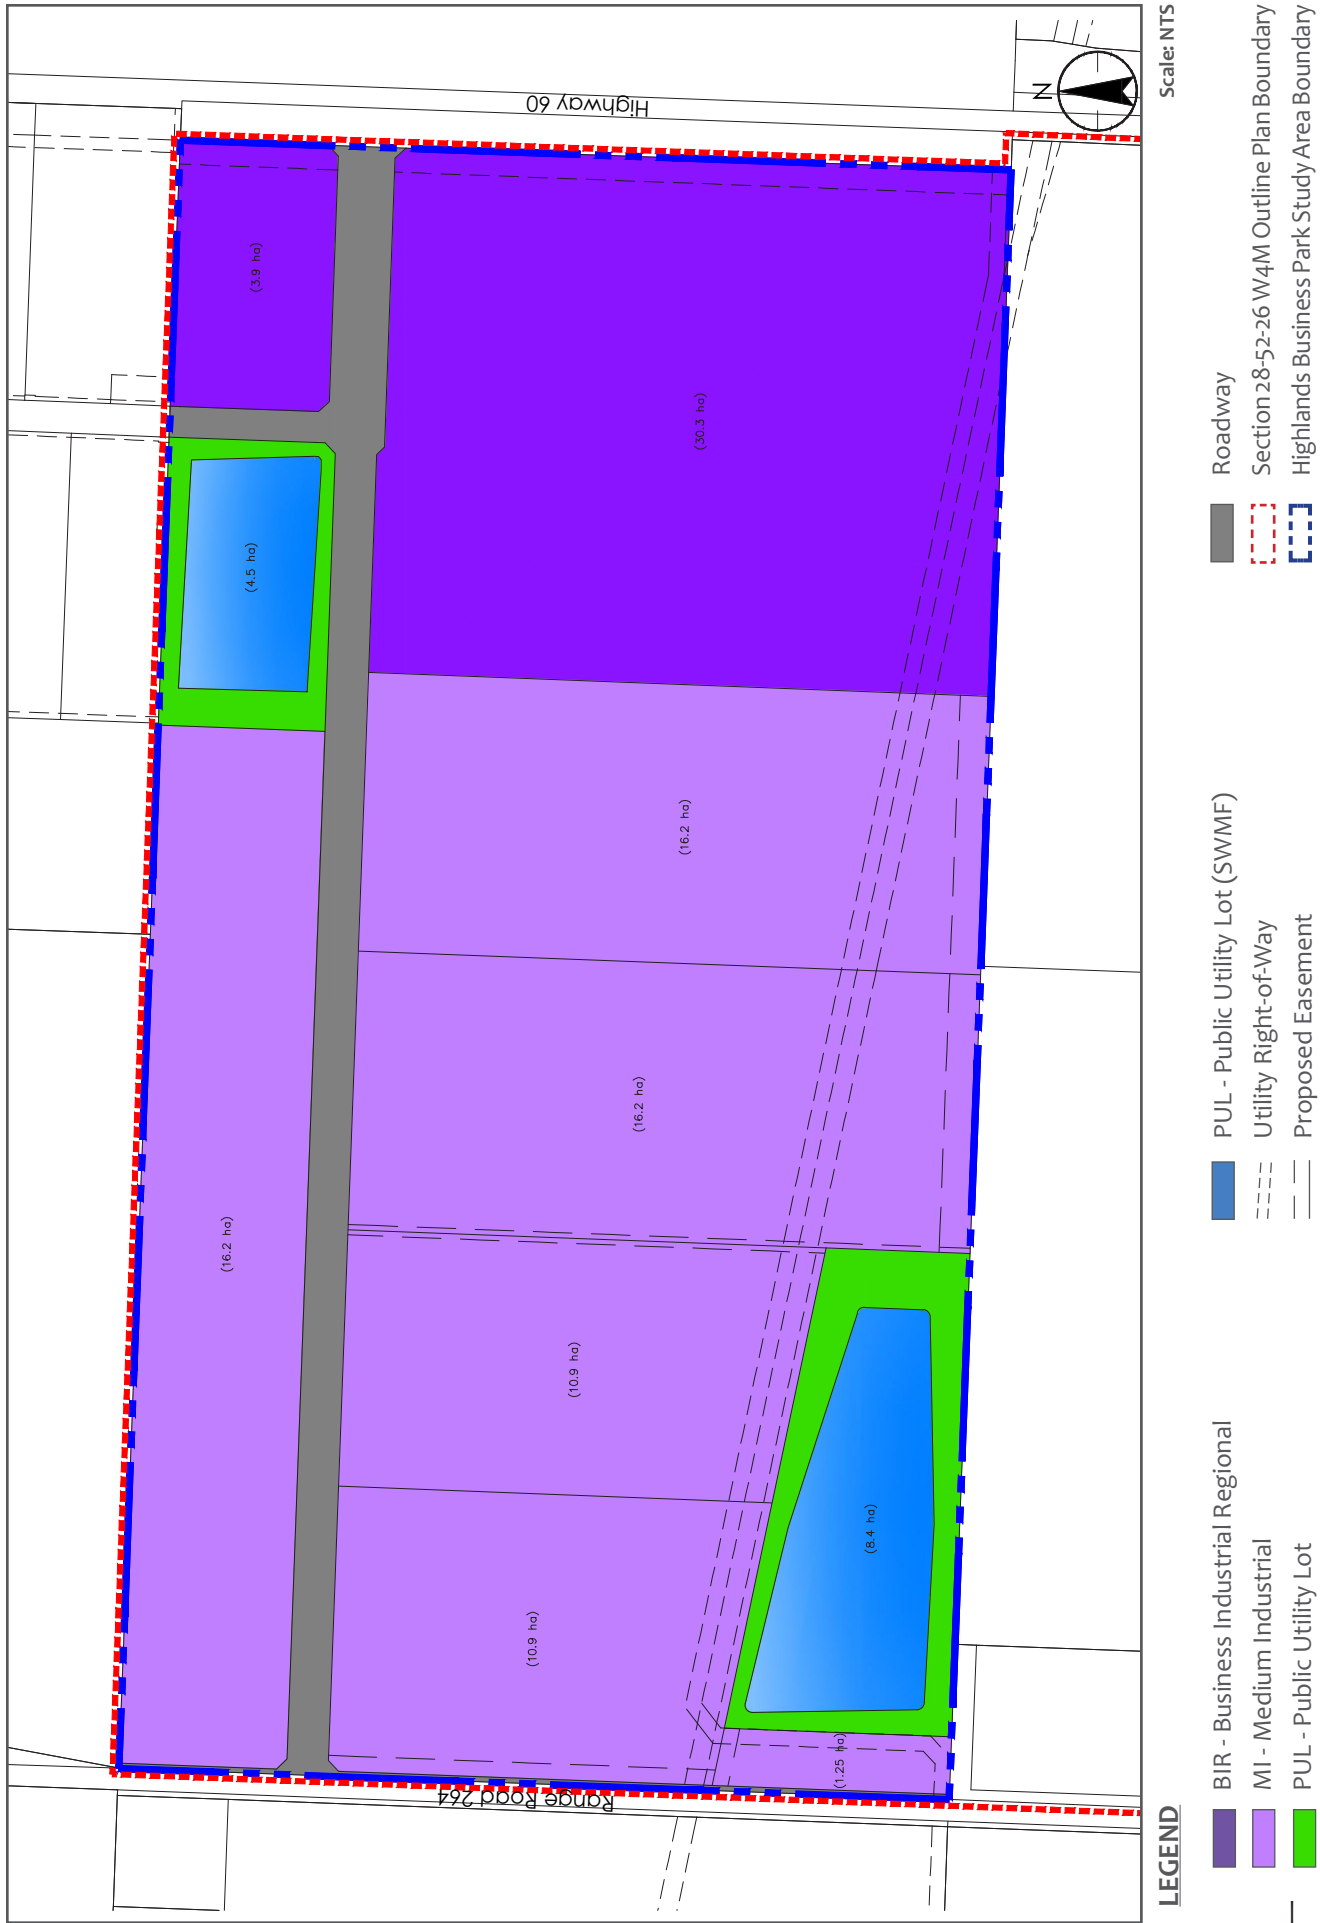 Highway 60
N
(3.9 ha)
(30.3 ha)
(4.5 ha)
(16.2 ha)
(16.2 ha)
(16.2 ha)
(10.9 ha)
(10.9 ha)
(8.4 ha)
(1.25 ha)
Range Road 264
Scale: NTS
LEGEND
BIR - Business Industrial Regional
MI - Medium Industrial
PUL - Public Utility Lot
PUL - Public Utility Lot (SWMF)
Utility Right-of-Way
Proposed Easement
Roadway
Section 28-52-26 W4M Outline Plan Boundary
Highlands Business Park Study Area Boundary